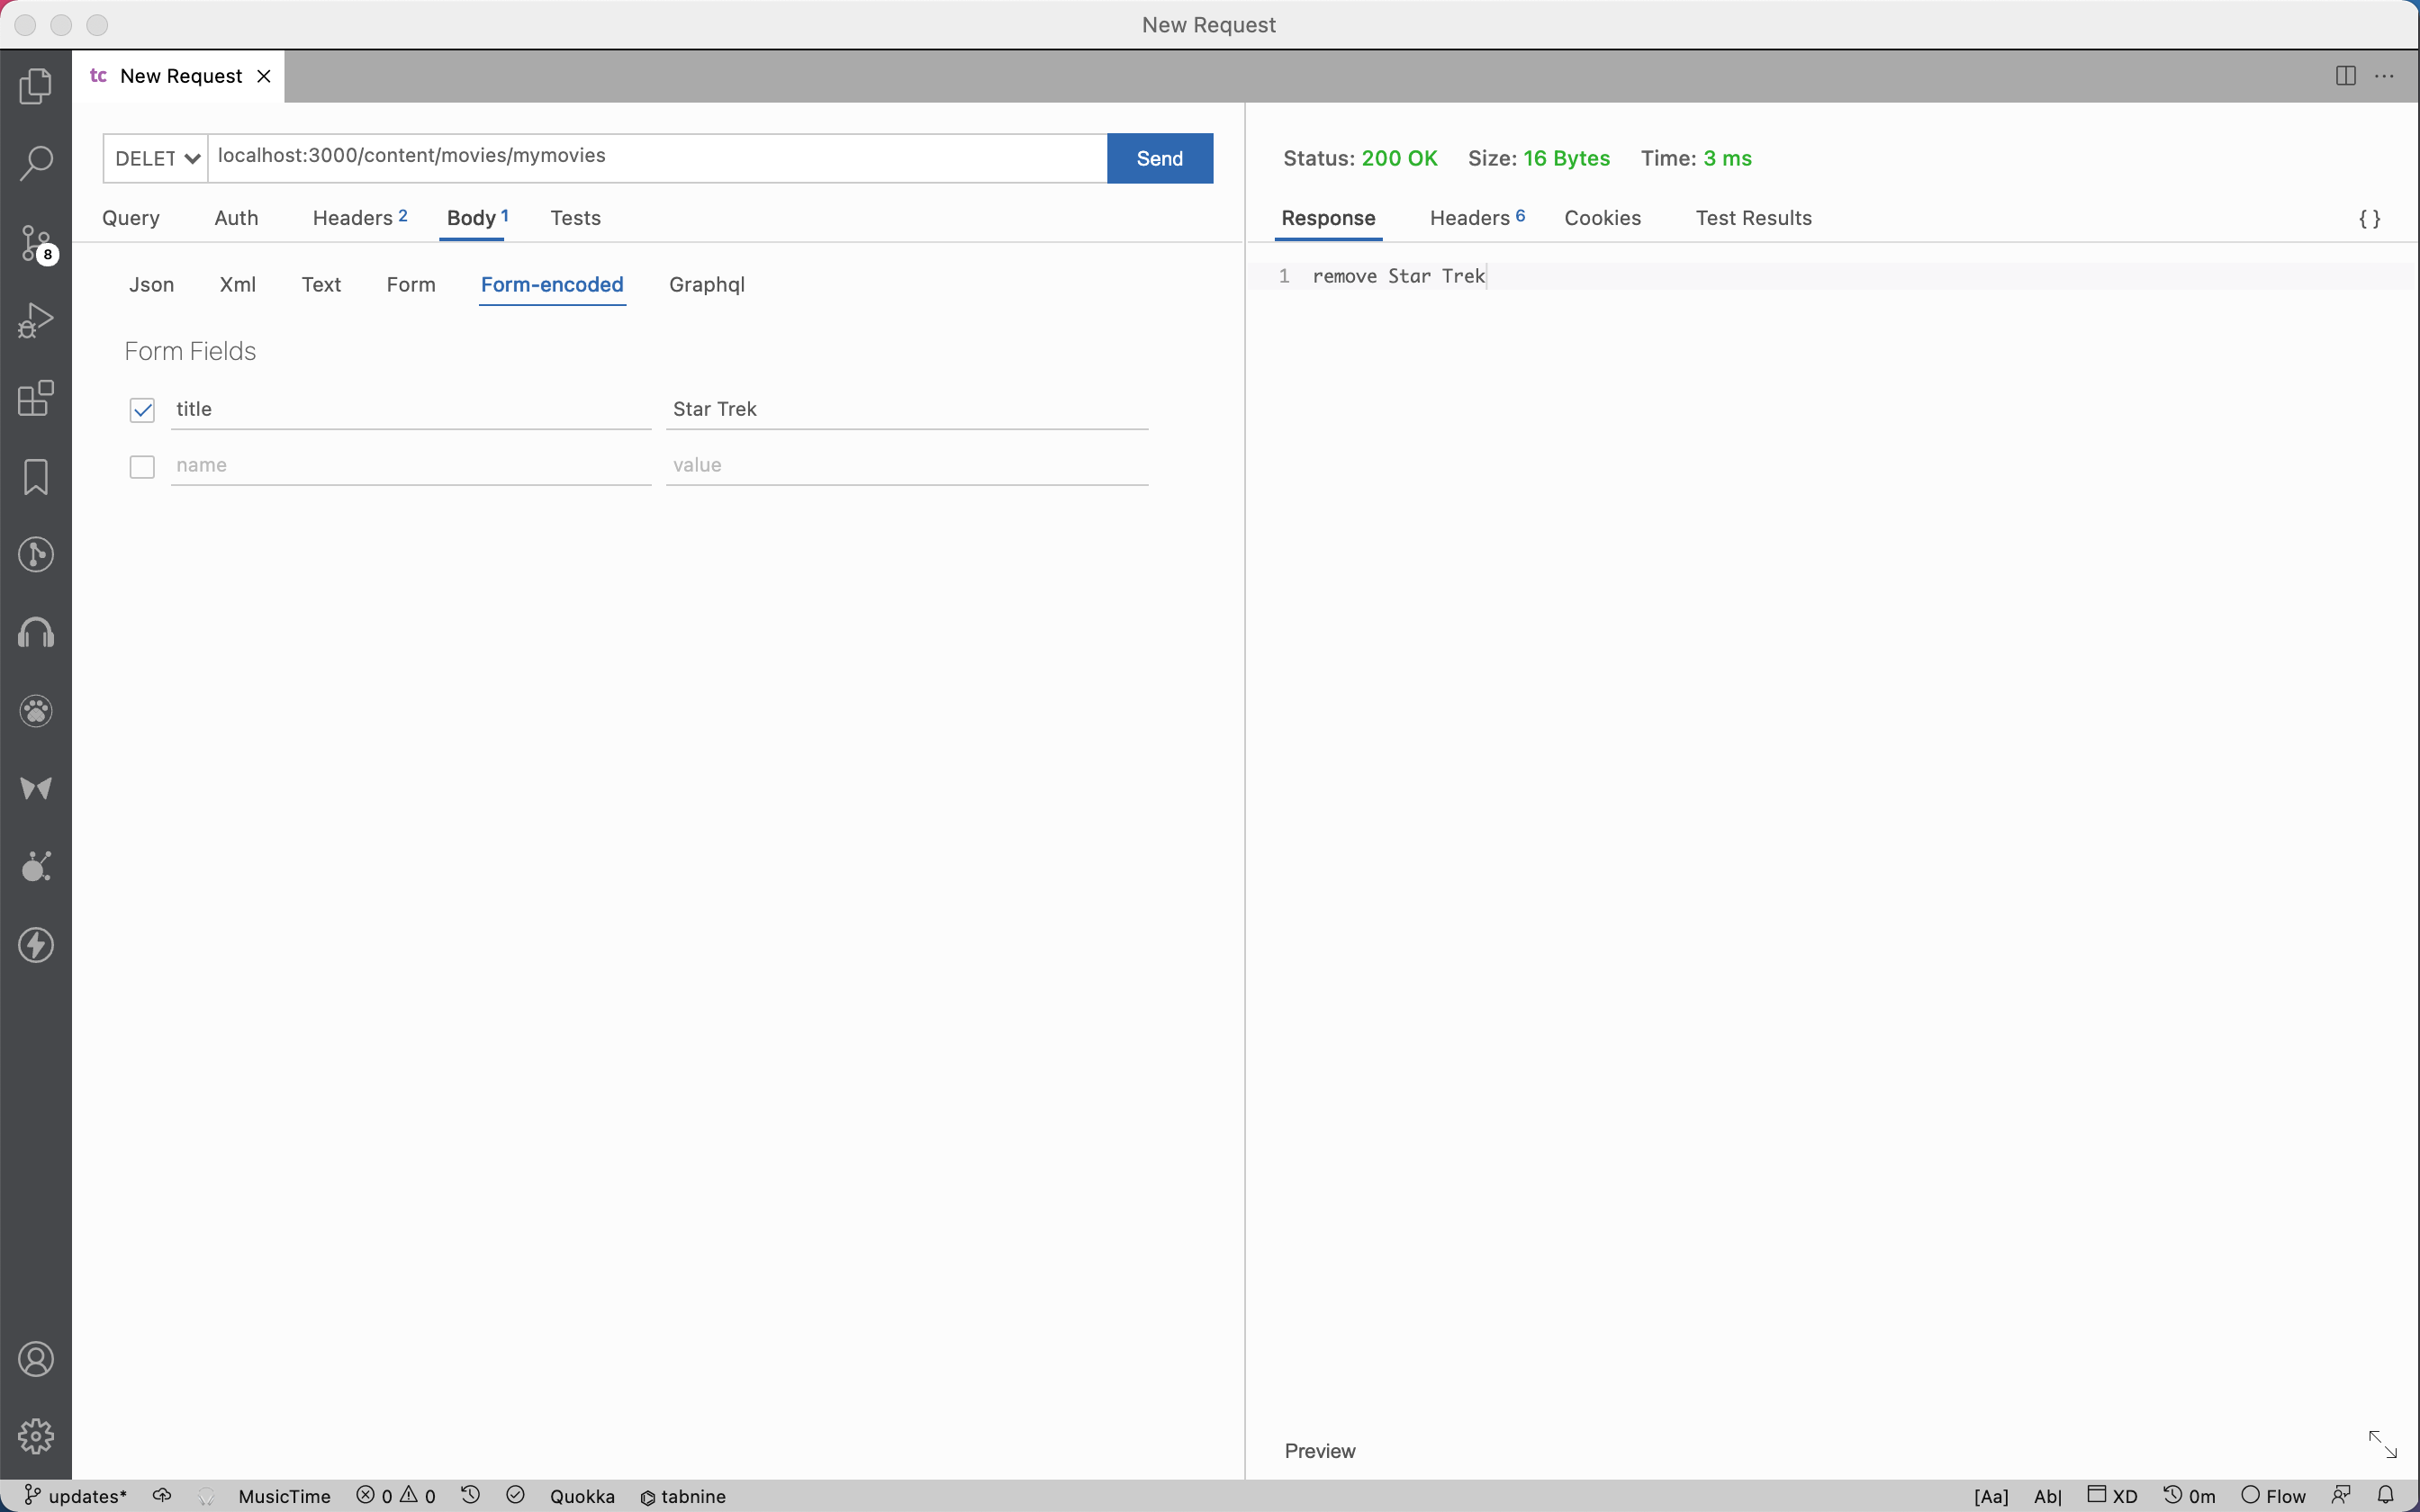 New Request
tc New Request
DELET localhost:3000/content/movies/mymovies Send
Status: 200 OK Size: 16 Bytes Time: 3 ms
Query Auth Headers 2 Body 1 Tests
Response Headers 6 Cookies Test Results { }
8
Json Xml Text Form Form-encoded Graphql
1 remove Star Trek
Form Fields
title Star Trek
name value
Preview
updates* MusicTime 0 0 Quokka tabnine [Aa] Ab| XD 0m Flow